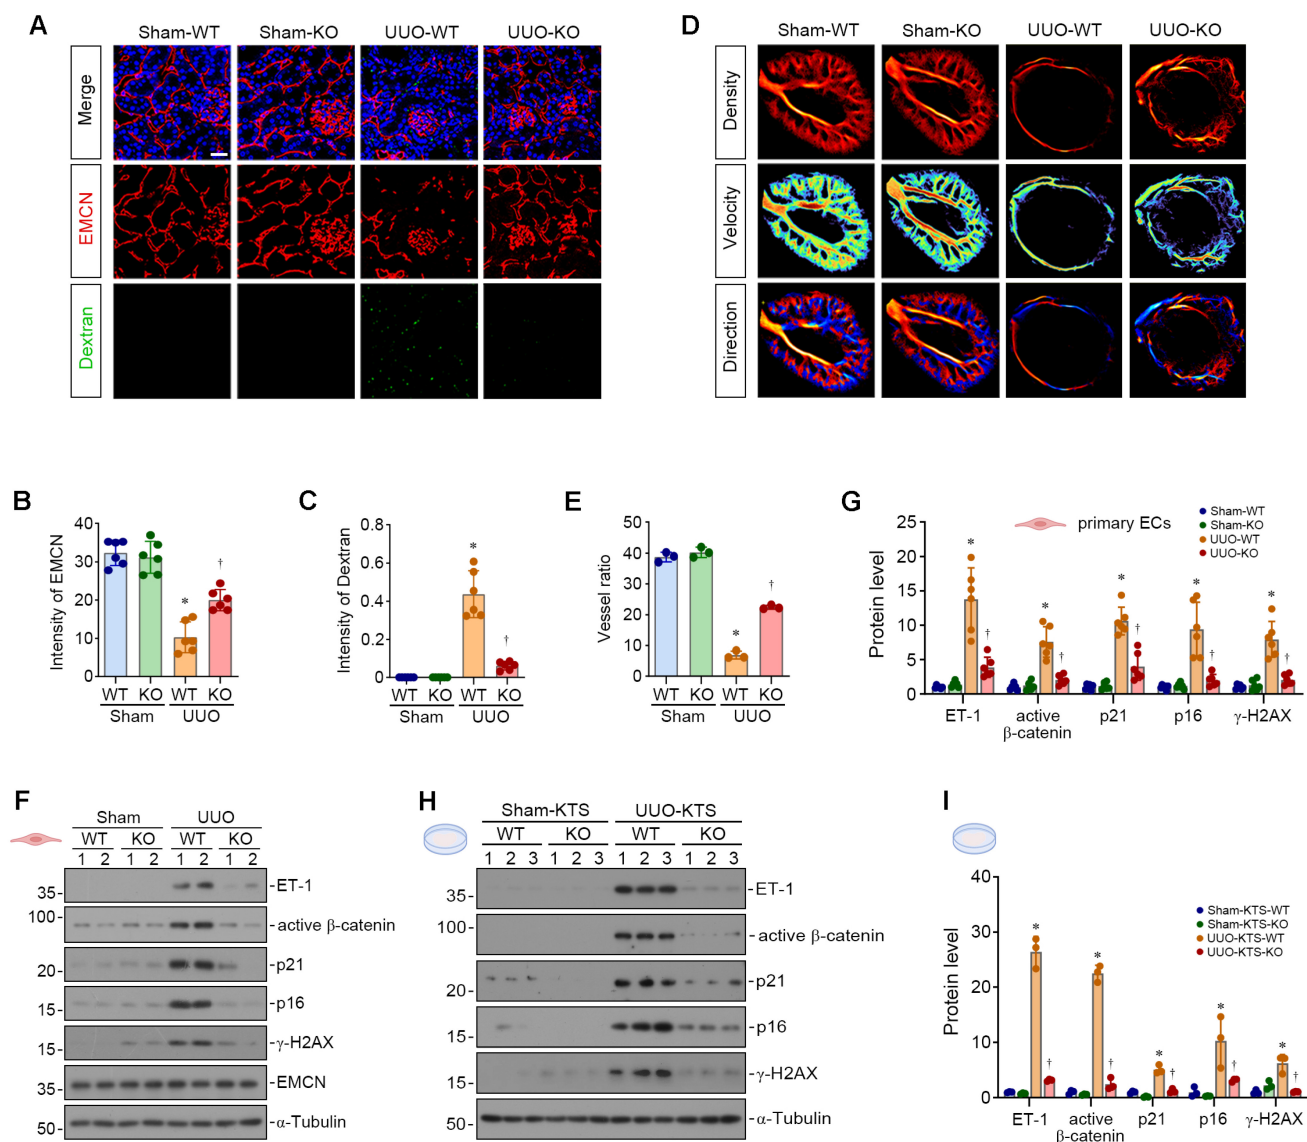 A
Sham-WT Sham-KO UUO-WT UUO-KO
Merge
EMCN
Dextran
D
Sham-WT Sham-KO UUO-WT UUO-KO
Density
Velocity
Direction
B
Intensity of EMCN
40
30
20
10
0
WT KO WT KO
Sham UUO
* †
C
Intensity of Dextran
0.8
0.6
0.4
0.2
0
WT KO WT KO
Sham UUO
* †
E
Vessel ratio
50
40
30
20
10
0
WT KO WT KO
Sham UUO
* †
G
primary ECs
Sham-WT
Sham-KO
UUO-WT
UUO-KO
Protein level
25
20
15
10
5
0
* † * † * † * † * †
ET-1 active β-catenin p21 p16 γ-H2AX
F
Sham UUO
WT KO WT KO
1 2 1 2 1 2 1 2
35- -ET-1
100- -active β-catenin
20- -p21
15- -p16
15- -γ-H2AX
35- -EMCN
50- -α-Tubulin
H
Sham-KTS UUO-KTS
WT KO WT KO
1 2 3 1 2 3 1 2 3 1 2 3
35- -ET-1
100- -active β-catenin
20- -p21
15- -p16
15- -γ-H2AX
50- -α-Tubulin
I
Sham-KTS-WT
Sham-KTS-KO
UUO-KTS-WT
UUO-KTS-KO
Protein level
40
30
20
10
0
* † * † * † * † * †
ET-1 active β-catenin p21 p16 γ-H2AX